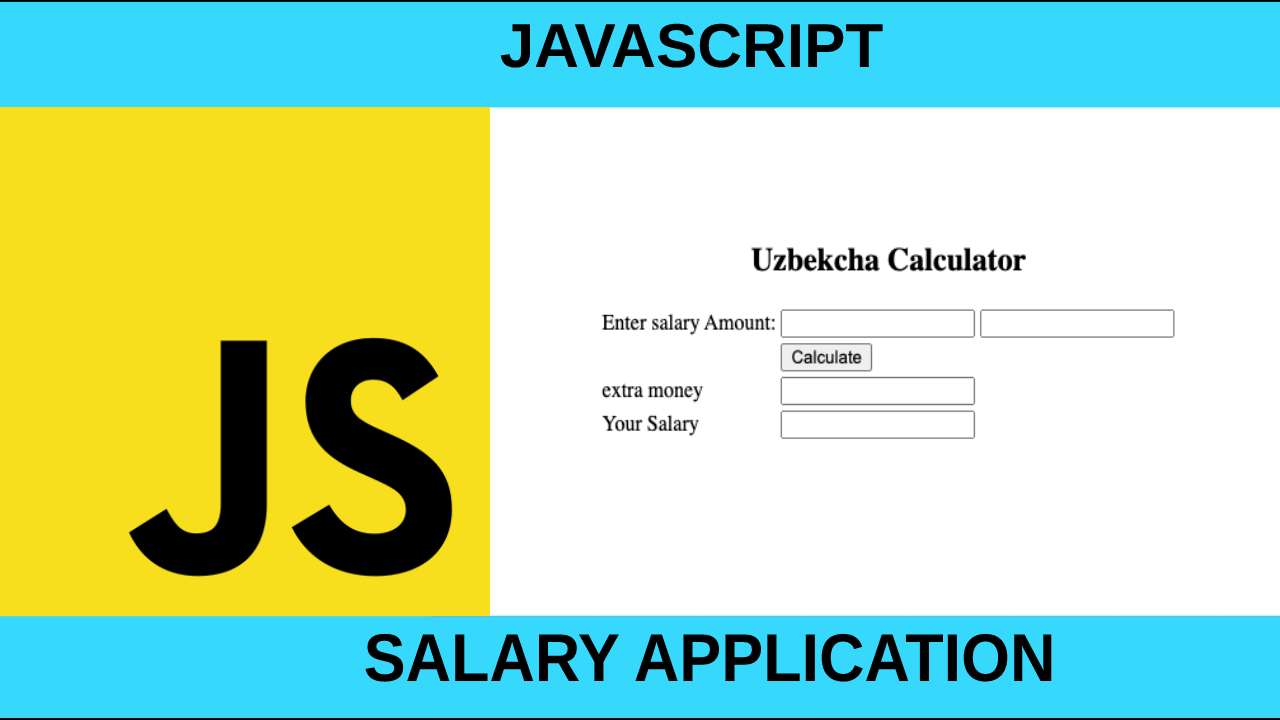 JAVASCRIPT
JS
Uzbekcha Calculator
Enter salary Amount:
Calculate
extra money
Your Salary
SALARY APPLICATION